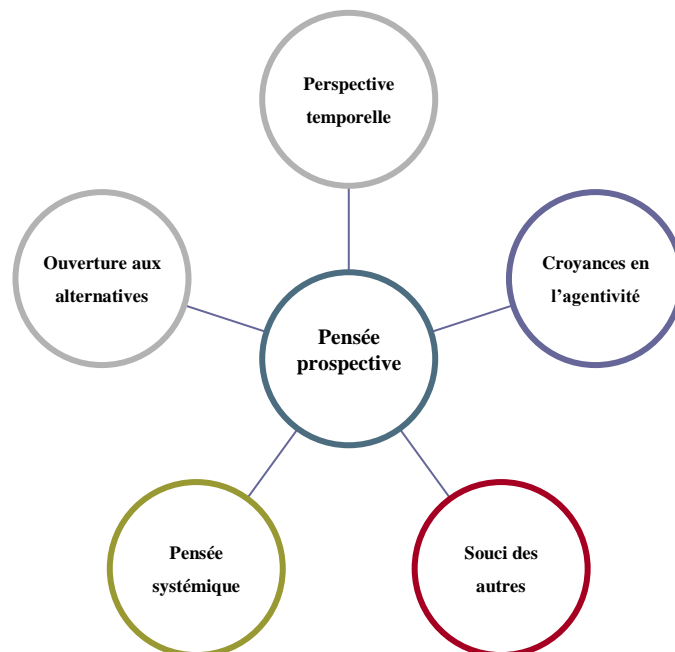 Perspective
temporelle
Ouverture aux
alternatives
Croyances en
l’agentivité
Pensée
prospective
Pensée
systémique
Souci des
autres